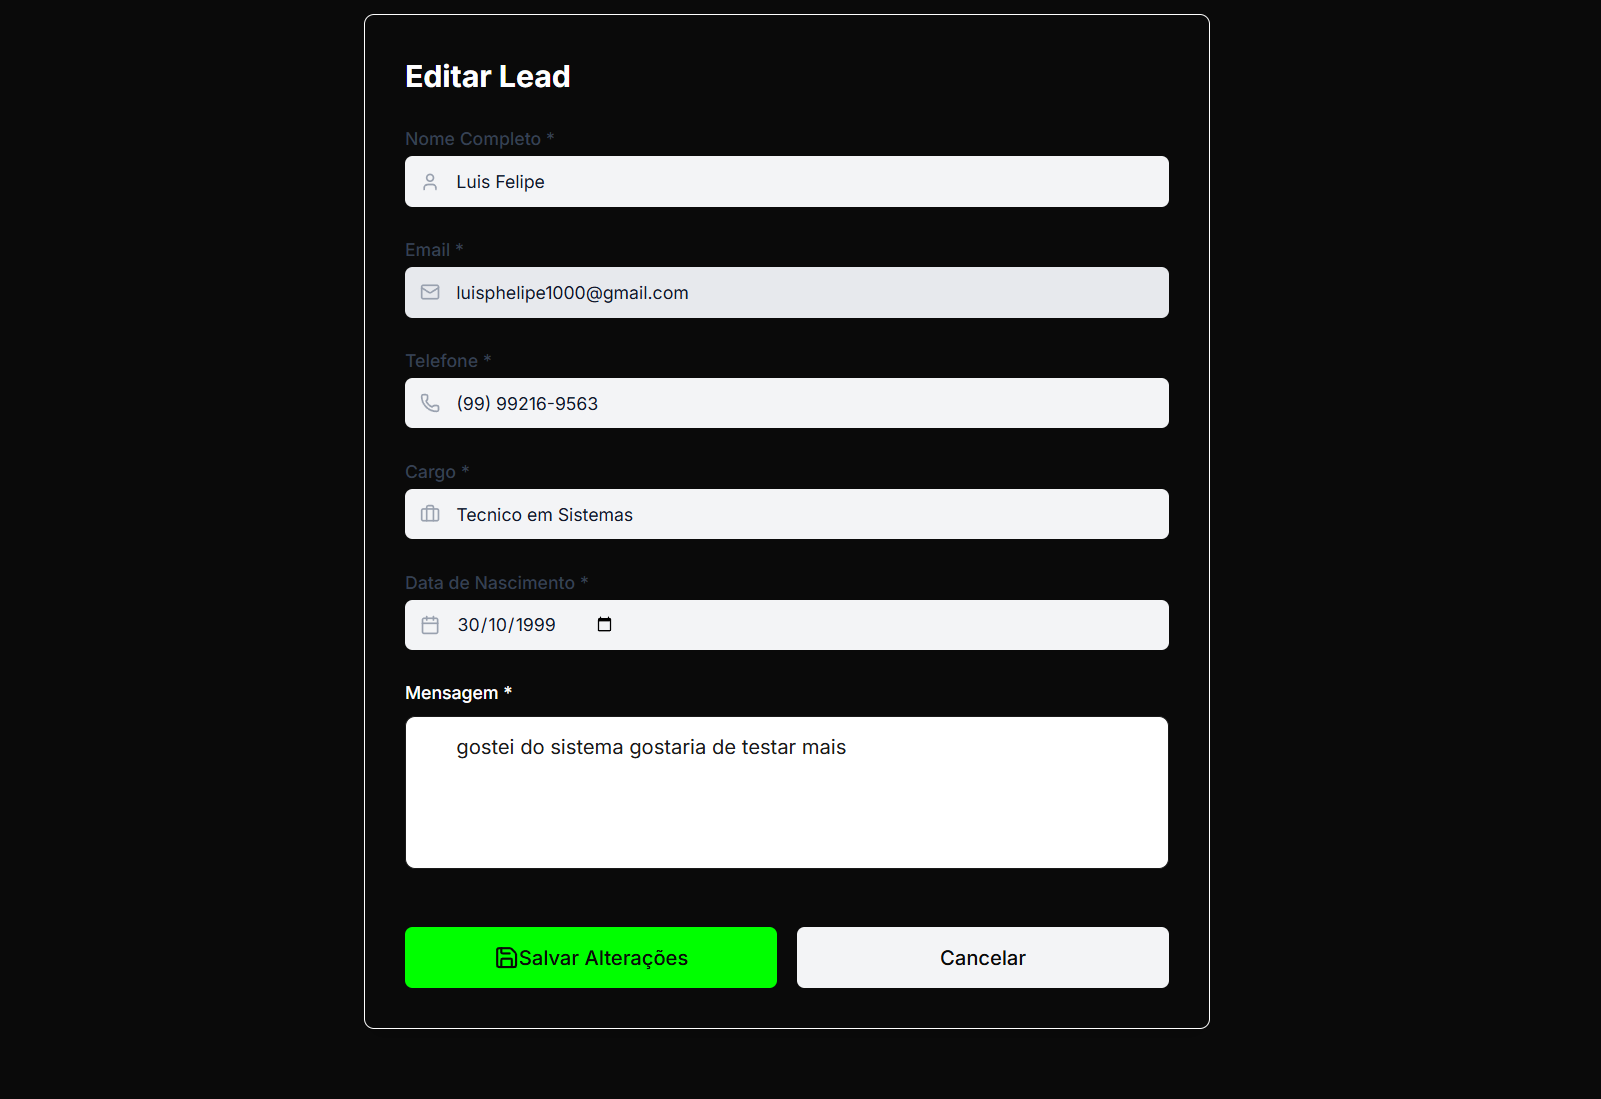 Editar Lead
Nome Completo *
Luis Felipe
Email *
luisphelipe1000@gmail.com
Telefone *
(99) 99216-9563
Cargo *
Tecnico em Sistemas
Data de Nascimento *
30/10/1999
Mensagem *
gostei do sistema gostaria de testar mais
Salvar Alterações
Cancelar